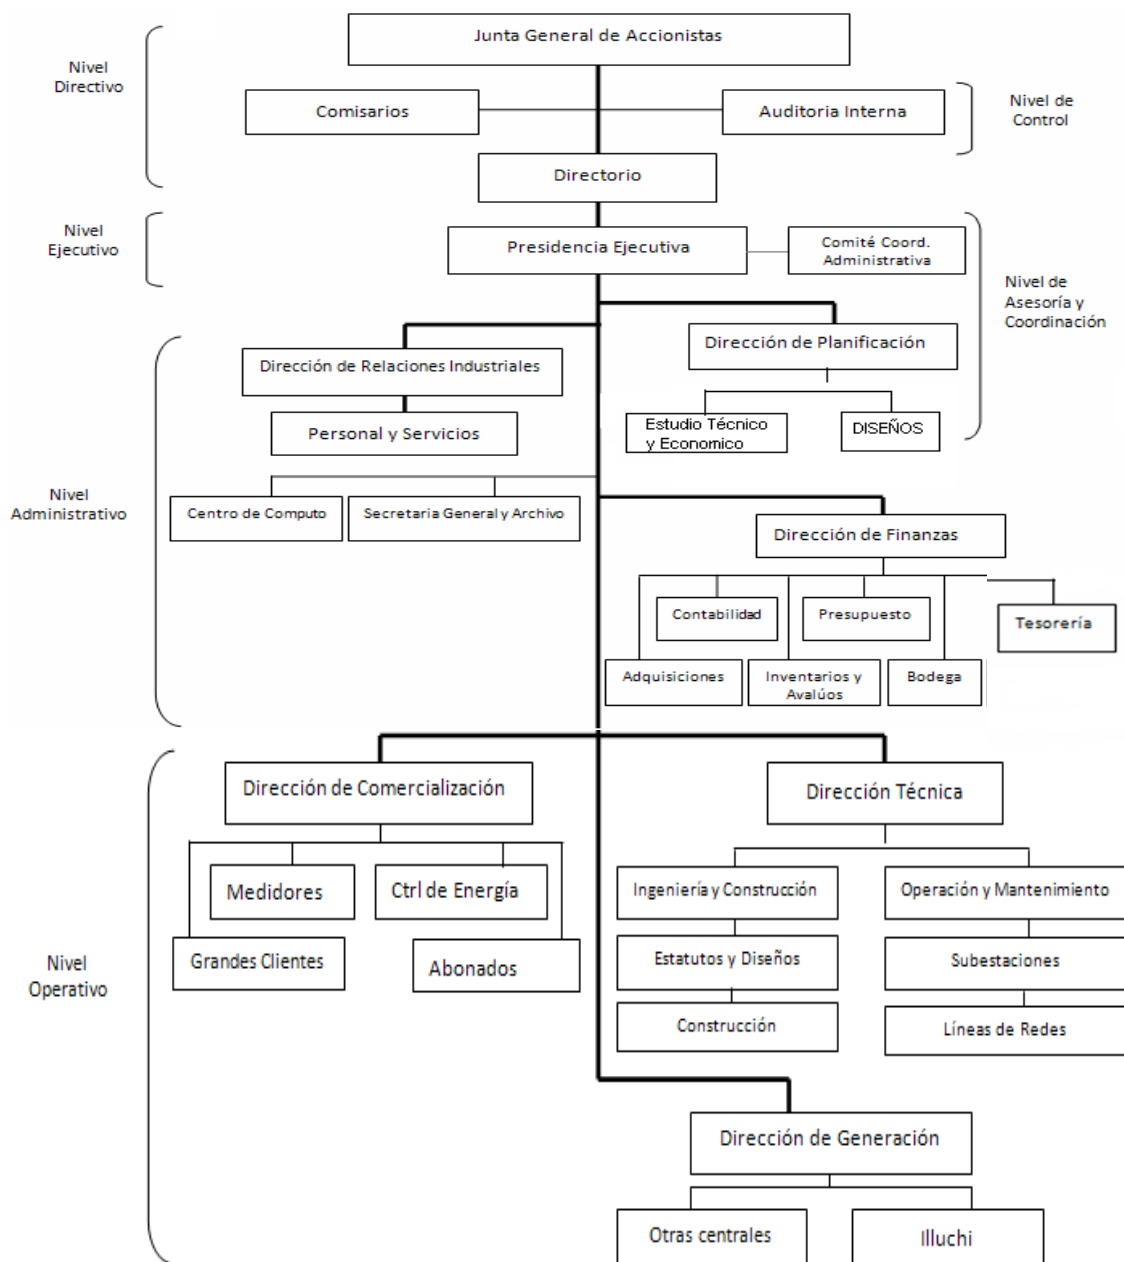 Junta General de Accionistas
Nivel
Directivo
Comisarios
Auditoria Interna
Nivel de
Control
Directorio
Nivel
Ejecutivo
Presidencia Ejecutiva
Comité Coord.
Administrativa
Nivel de
Asesoría y
Coordinación
Dirección de Relaciones Industriales
Dirección de Planificación
Personal y Servicios
Estudio Técnico
y Economico
DISEÑOS
Nivel
Administrativo
Centro de Computo
Secretaria General y Archivo
Dirección de Finanzas
Contabilidad
Presupuesto
Tesorería
Adquisiciones
Inventarios y
Avalúos
Bodega
Dirección de Comercialización
Dirección Técnica
Medidores
Ctrl de Energía
Ingeniería y Construcción
Operación y Mantenimiento
Grandes Clientes
Abonados
Estatutos y Diseños
Subestaciones
Nivel
Operativo
Construcción
Líneas de Redes
Dirección de Generación
Otras centrales
Illuchi